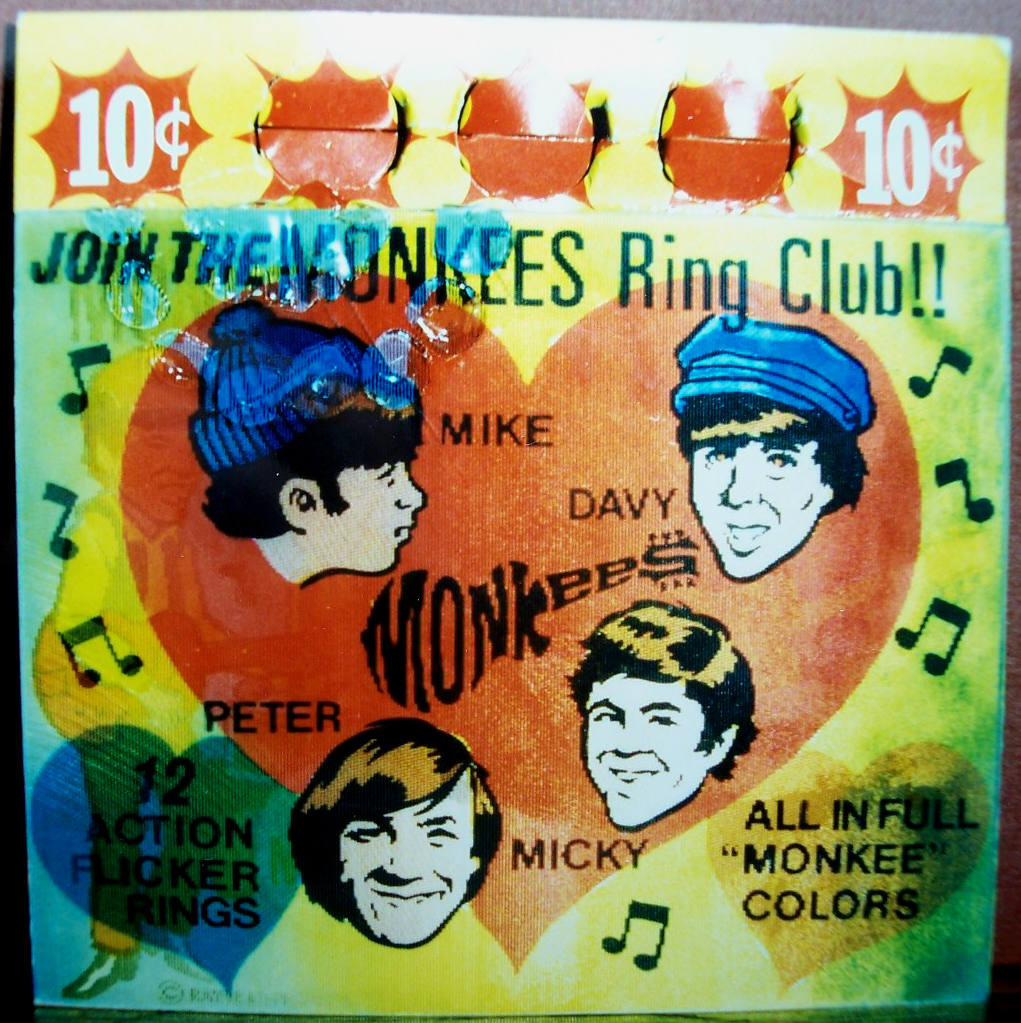 10¢ 10¢
JOIN THE MONKEES Ring Club!!
MIKE
DAVY
MONKEES
PETER
12
ACTION
FLICKER
RINGS
MICKY
ALL IN FULL
"MONKEE"
COLORS
©